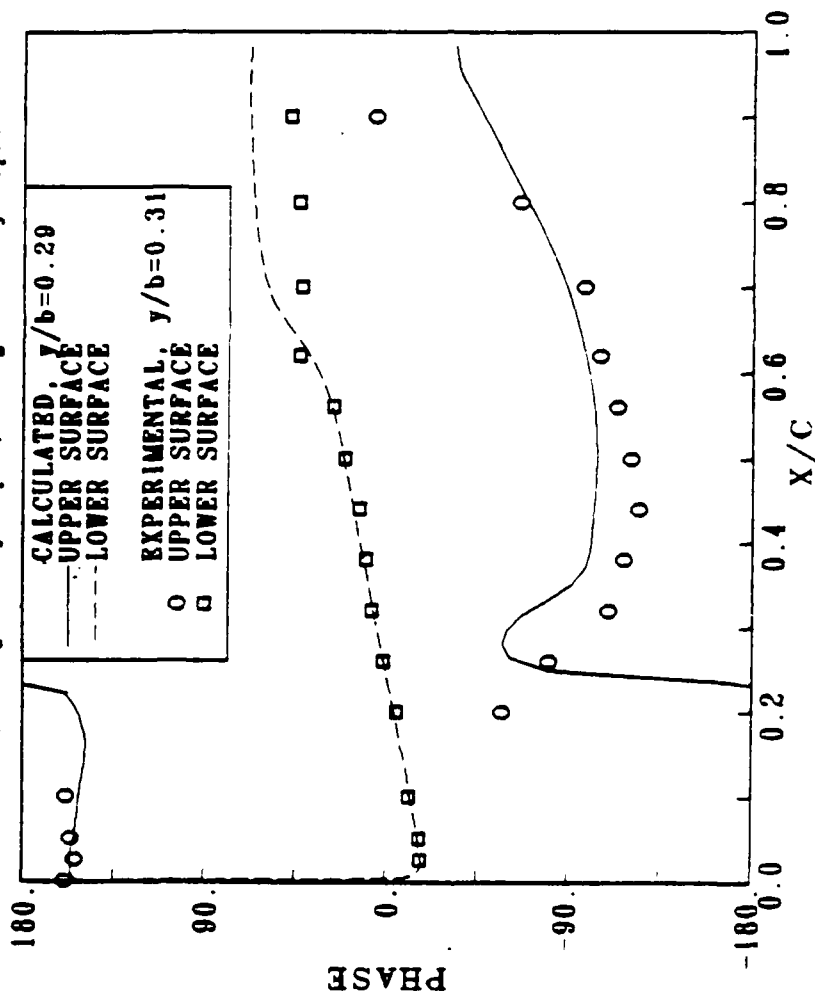 CALCULATED, y/b=0.29
UPPER SURFACE
LOWER SURFACE
EXPERIMENTAL, y/b=0.31
UPPER SURFACE
LOWER SURFACE
180.
90.
0.
-90.
-180.
PHASE
0.0
0.2
0.4
0.6
0.8
1.0
X/C